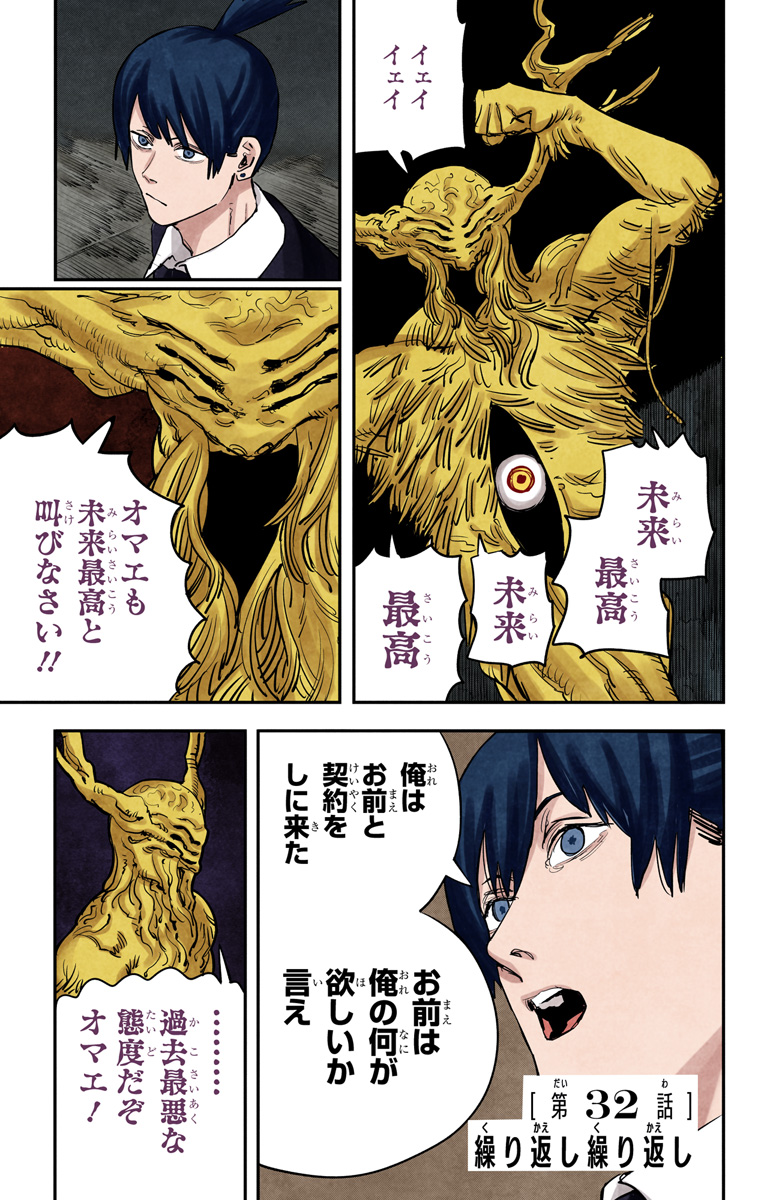 イェイ
イェイ
未来
最高
未来
最高
オマエも
未来最高と
叫びなさい!!
俺は
お前と
契約を
しに来た
お前は
俺の何が
欲しいか
言え
[第32話]
繰り返し繰り返し
………
過去最悪な
態度だぞ
オマエ!